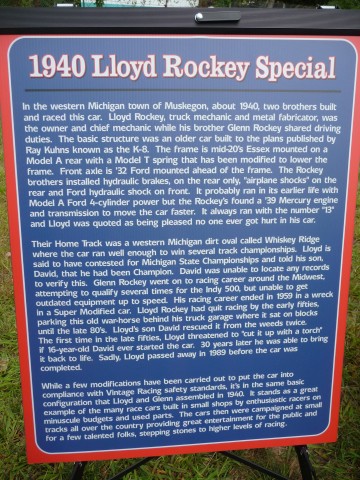 1940 Lloyd Rockey Special
In the western Michigan town of Muskegon, about 1940, two brothers built
and raced this car. Lloyd Rockey, truck mechanic and metal fabricator, was
the owner and chief mechanic while his brother Glenn Rockey shared driving
duties. The basic structure was an older car built to the plans published by
Ray Kuhns known as the K-8. The frame is mid-20's Essex mounted on a
Model A rear with a Model T spring that has been modified to lower the
frame. Front axle is '32 Ford mounted ahead of the frame. The Rockey
brothers installed hydraulic brakes, on the rear only, "airplane shocks" on the
rear and Ford hydraulic shock on front. It probably ran in its earlier life with
Model A Ford 4-cylinder power but the Rockey's found a '39 Mercury engine
and transmission to move the car faster. It always ran with the number "13"
and Lloyd was quoted as being pleased no one ever got hurt in his car.
Their Home Track was a western Michigan dirt oval called Whiskey Ridge
where the car ran well enough to win several track championships. Lloyd is
said to have contested for Michigan State Championships and told his son,
David, that he had been Champion. David was unable to locate any records
to verify this. Glenn Rockey went on to racing career around the Midwest,
attempting to qualify several times for the Indy 500, but unable to get
outdated equipment up to speed. His racing career ended in 1959 in a wreck
in a Super Modified car. Lloyd Rockey had quit racing by the early fifties,
parking this old war-horse behind his truck garage where it sat on blocks
until the late 80's. Lloyd's son David rescued it from the weeds twice.
The first time in the late fifties, Lloyd threatened to "cut it up with a torch"
if 16-year-old David ever started the car. 30 years later he was able to bring
it back to life. Sadly, Lloyd passed away in 1989 before the car was
completed.
While a few modifications have been carried out to put the car into
compliance with Vintage Racing safety standards, it's in the same basic
configuration that Lloyd and Glenn assembled in 1940. It stands as a great
example of the many race cars built in small shops by enthusiastic racers on
minuscule budgets and used parts. The cars then were campaigned at small
tracks all over the country providing great entertainment for the public and
for a few talented folks, stepping stones to higher levels of racing.